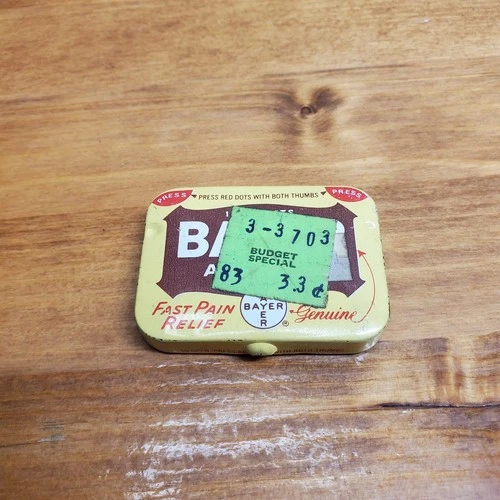 PRESS
PRESS RED DOTS WITH BOTH THUMBS
PRESS
3-3703
BUDGET
SPECIAL
83 33¢
FAST PAIN
RELIEF
BAYER
BAYER
®
Genuine